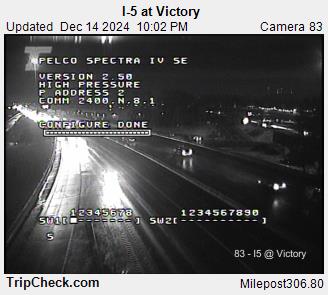 I-5 at Victory
Updated Dec 14 2024 10:02 PM Camera 83
PELCO SPECTRA IV SE
VERSION 2.50
HIGH PRESSURE
P ADDRESS 2
COMM 2400.N.8.1
CONFIGURE DONE
12345678 1234567890
SW1[■-------] SW2[-----------]
S
83 - I5 @ Victory
TripCheck.com Milepost306.80